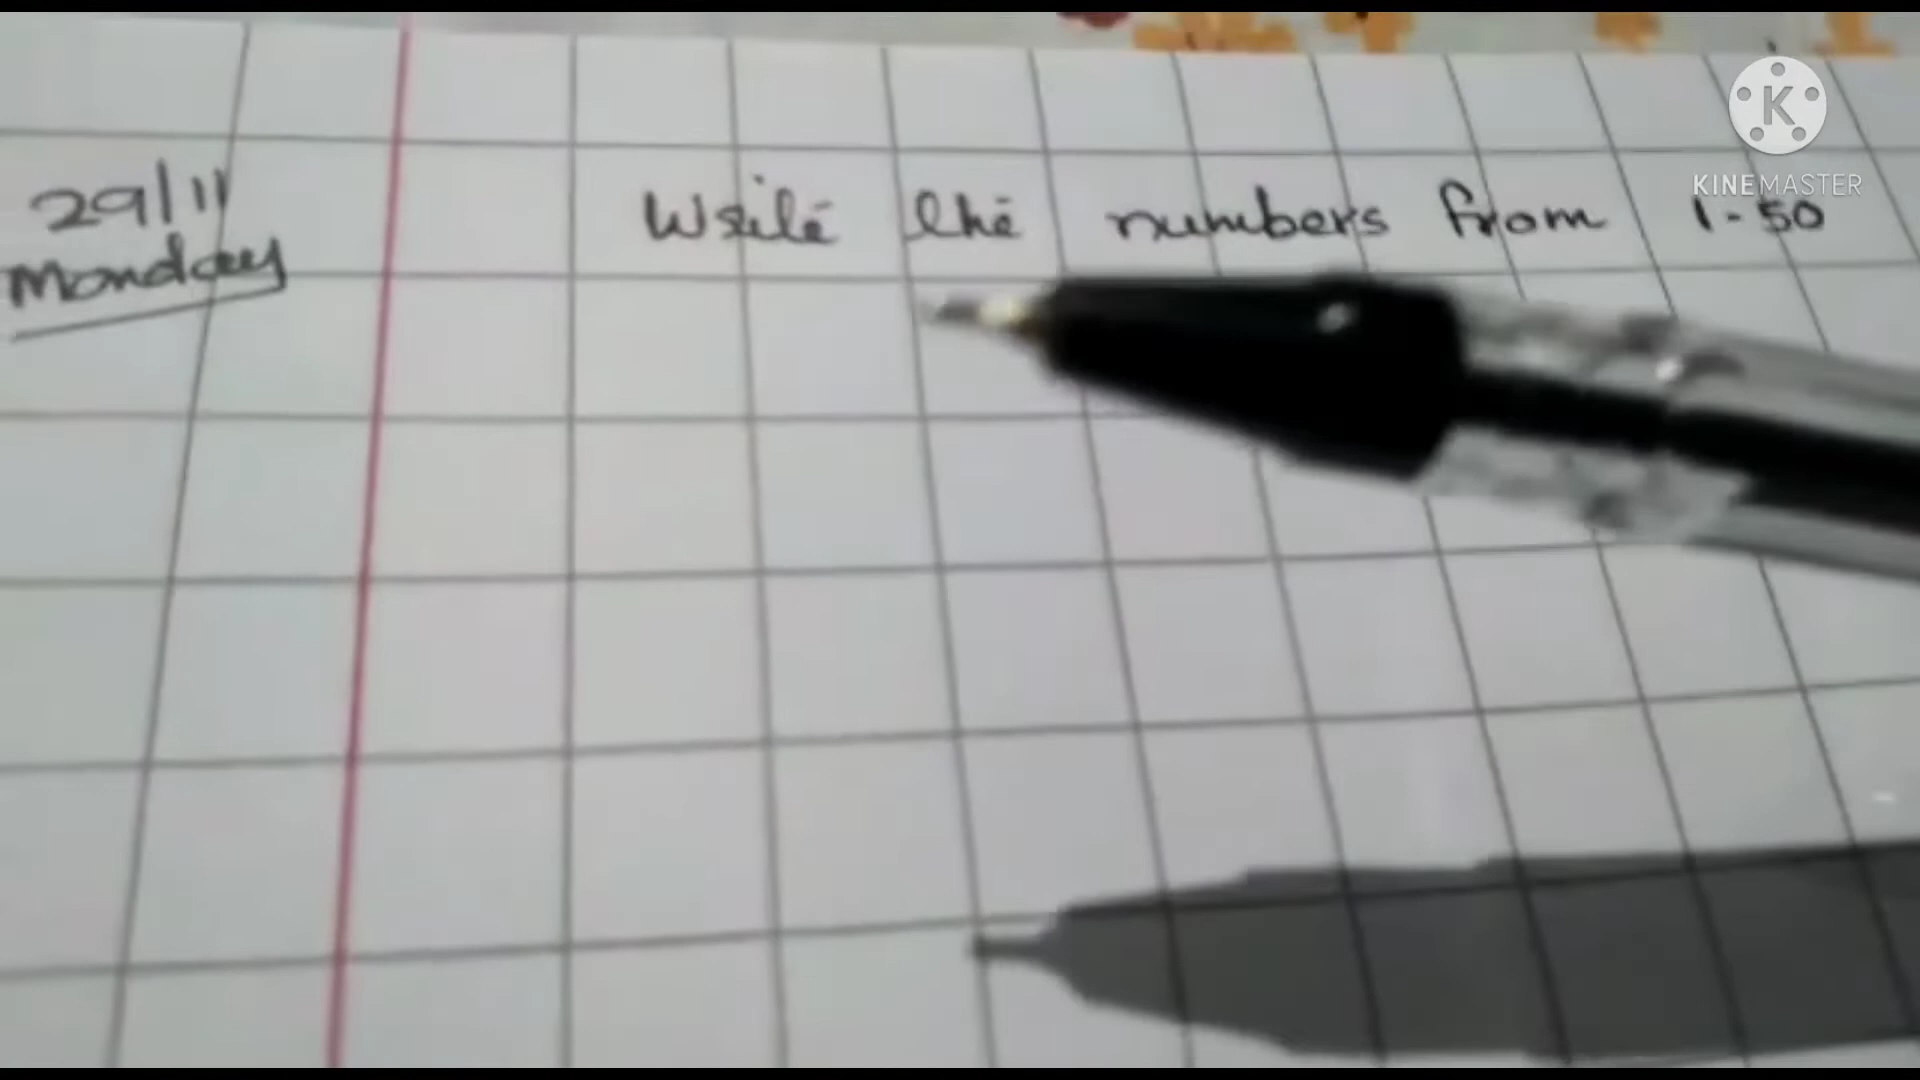 29/11
Monday
Write the numbers from 1-50
K
KINEMASTER